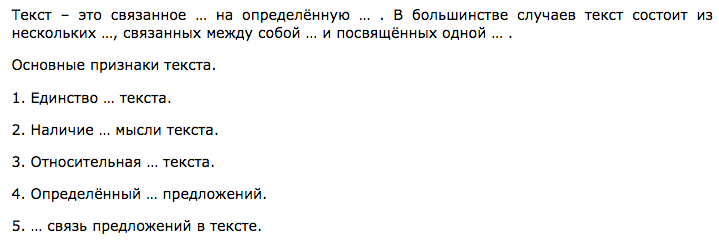 Текст – это связанное … на определённую … . В большинстве случаев текст состоит из
нескольких …, связанных между собой … и посвящённых одной … .
Основные признаки текста.
1. Единство … текста.
2. Наличие … мысли текста.
3. Относительная … текста.
4. Определённый … предложений.
5. … связь предложений в тексте.